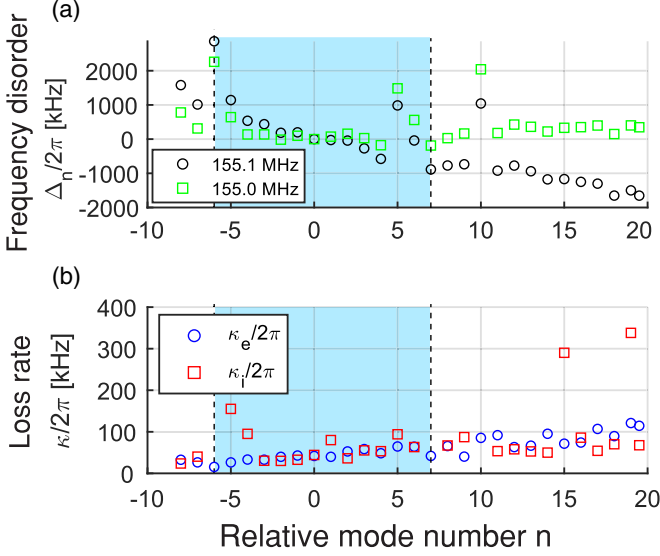 (a)
Frequency disorder
Δn/2π [kHz]
2000
1000
0
-1000
-2000
155.1 MHz
155.0 MHz
-10 -5 0 5 10 15 20
(b)
Loss rate
κ/2π [kHz]
400
300
200
100
0
κe/2π
κi/2π
-10 -5 0 5 10 15 20
Relative mode number n